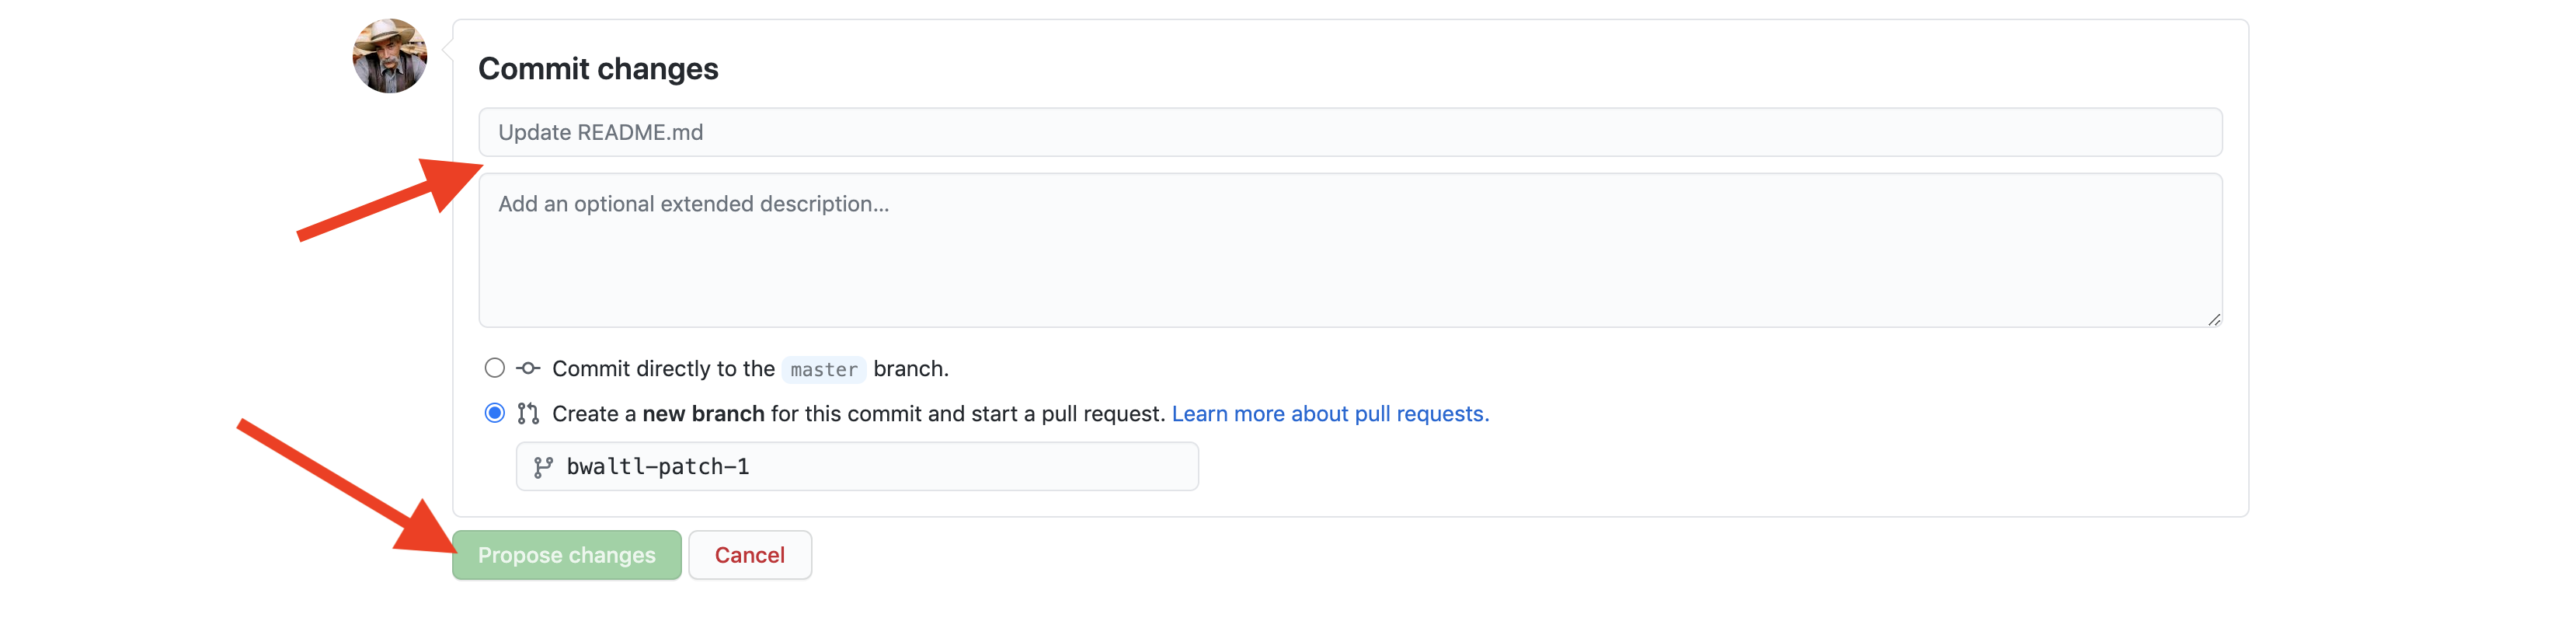 Commit changes
Update README.md
Add an optional extended description...
Commit directly to the master branch.
Create a new branch for this commit and start a pull request. Learn more about pull requests.
bwaltl-patch-1
Propose changes Cancel